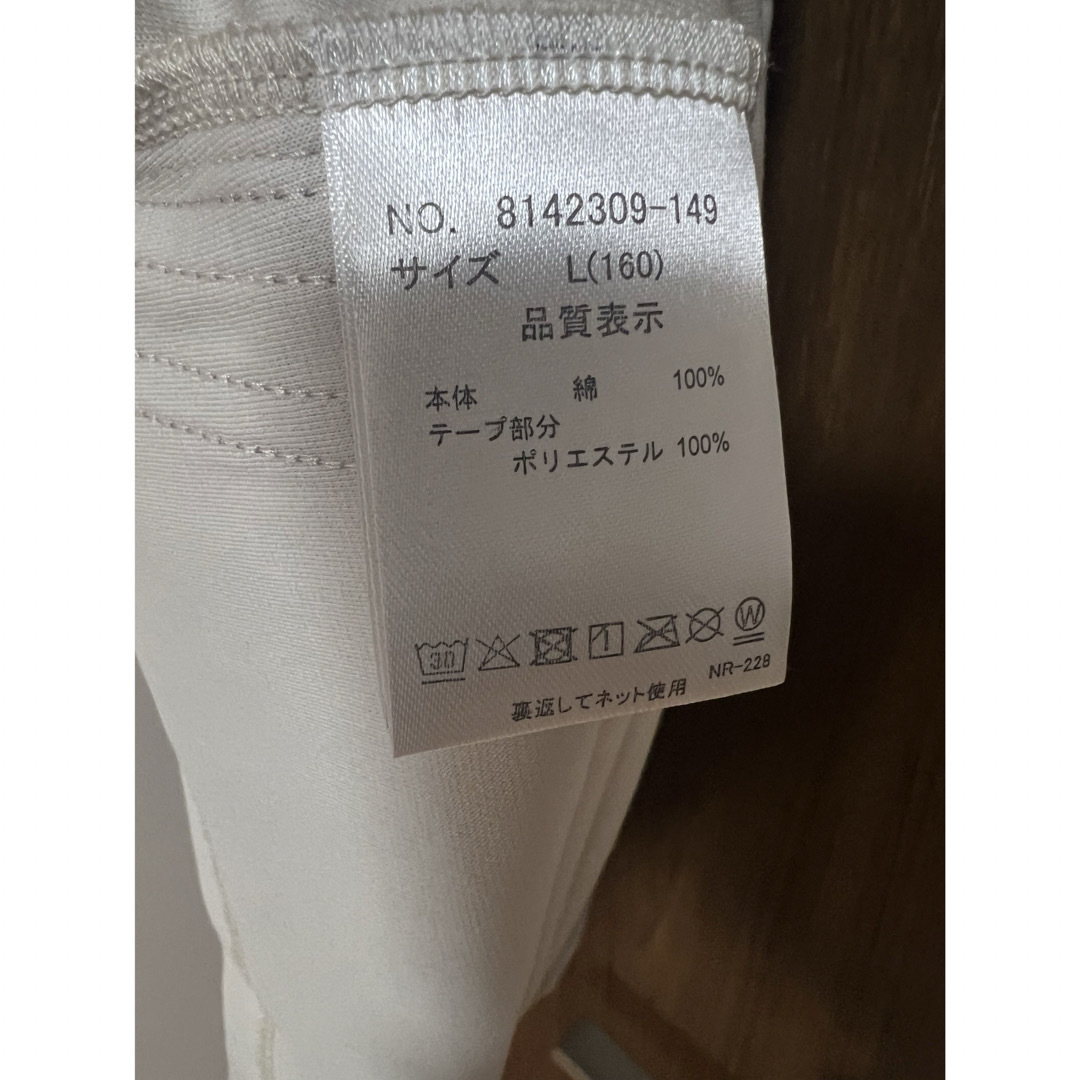 NO. 8142309-149
サイズ L(160)
品質表示
本体 綿 100%
テープ部分
ポリエステル 100%
30
W
NR-228
裏返してネット使用